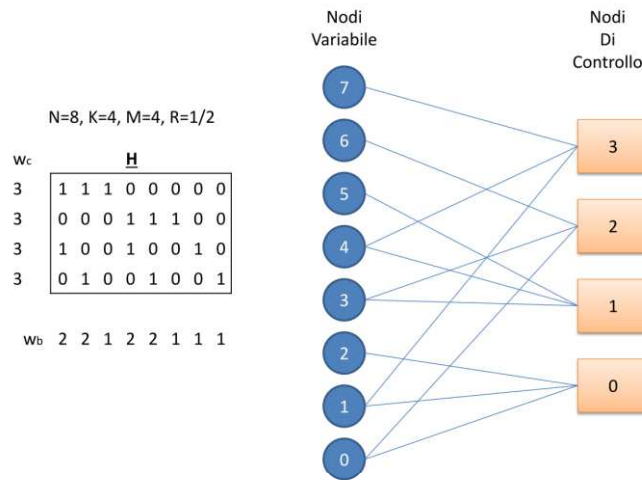 Nodi
Variabile
Nodi
Di
Controllo
N=8, K=4, M=4, R=1/2
wc H
3 1 1 1 0 0 0 0 0
3 0 0 0 1 1 1 0 0
3 1 0 0 1 0 0 1 0
3 0 1 0 0 1 0 0 1
wb 2 2 1 2 2 1 1 1
7
6
5
4
3
2
1
0
3
2
1
0